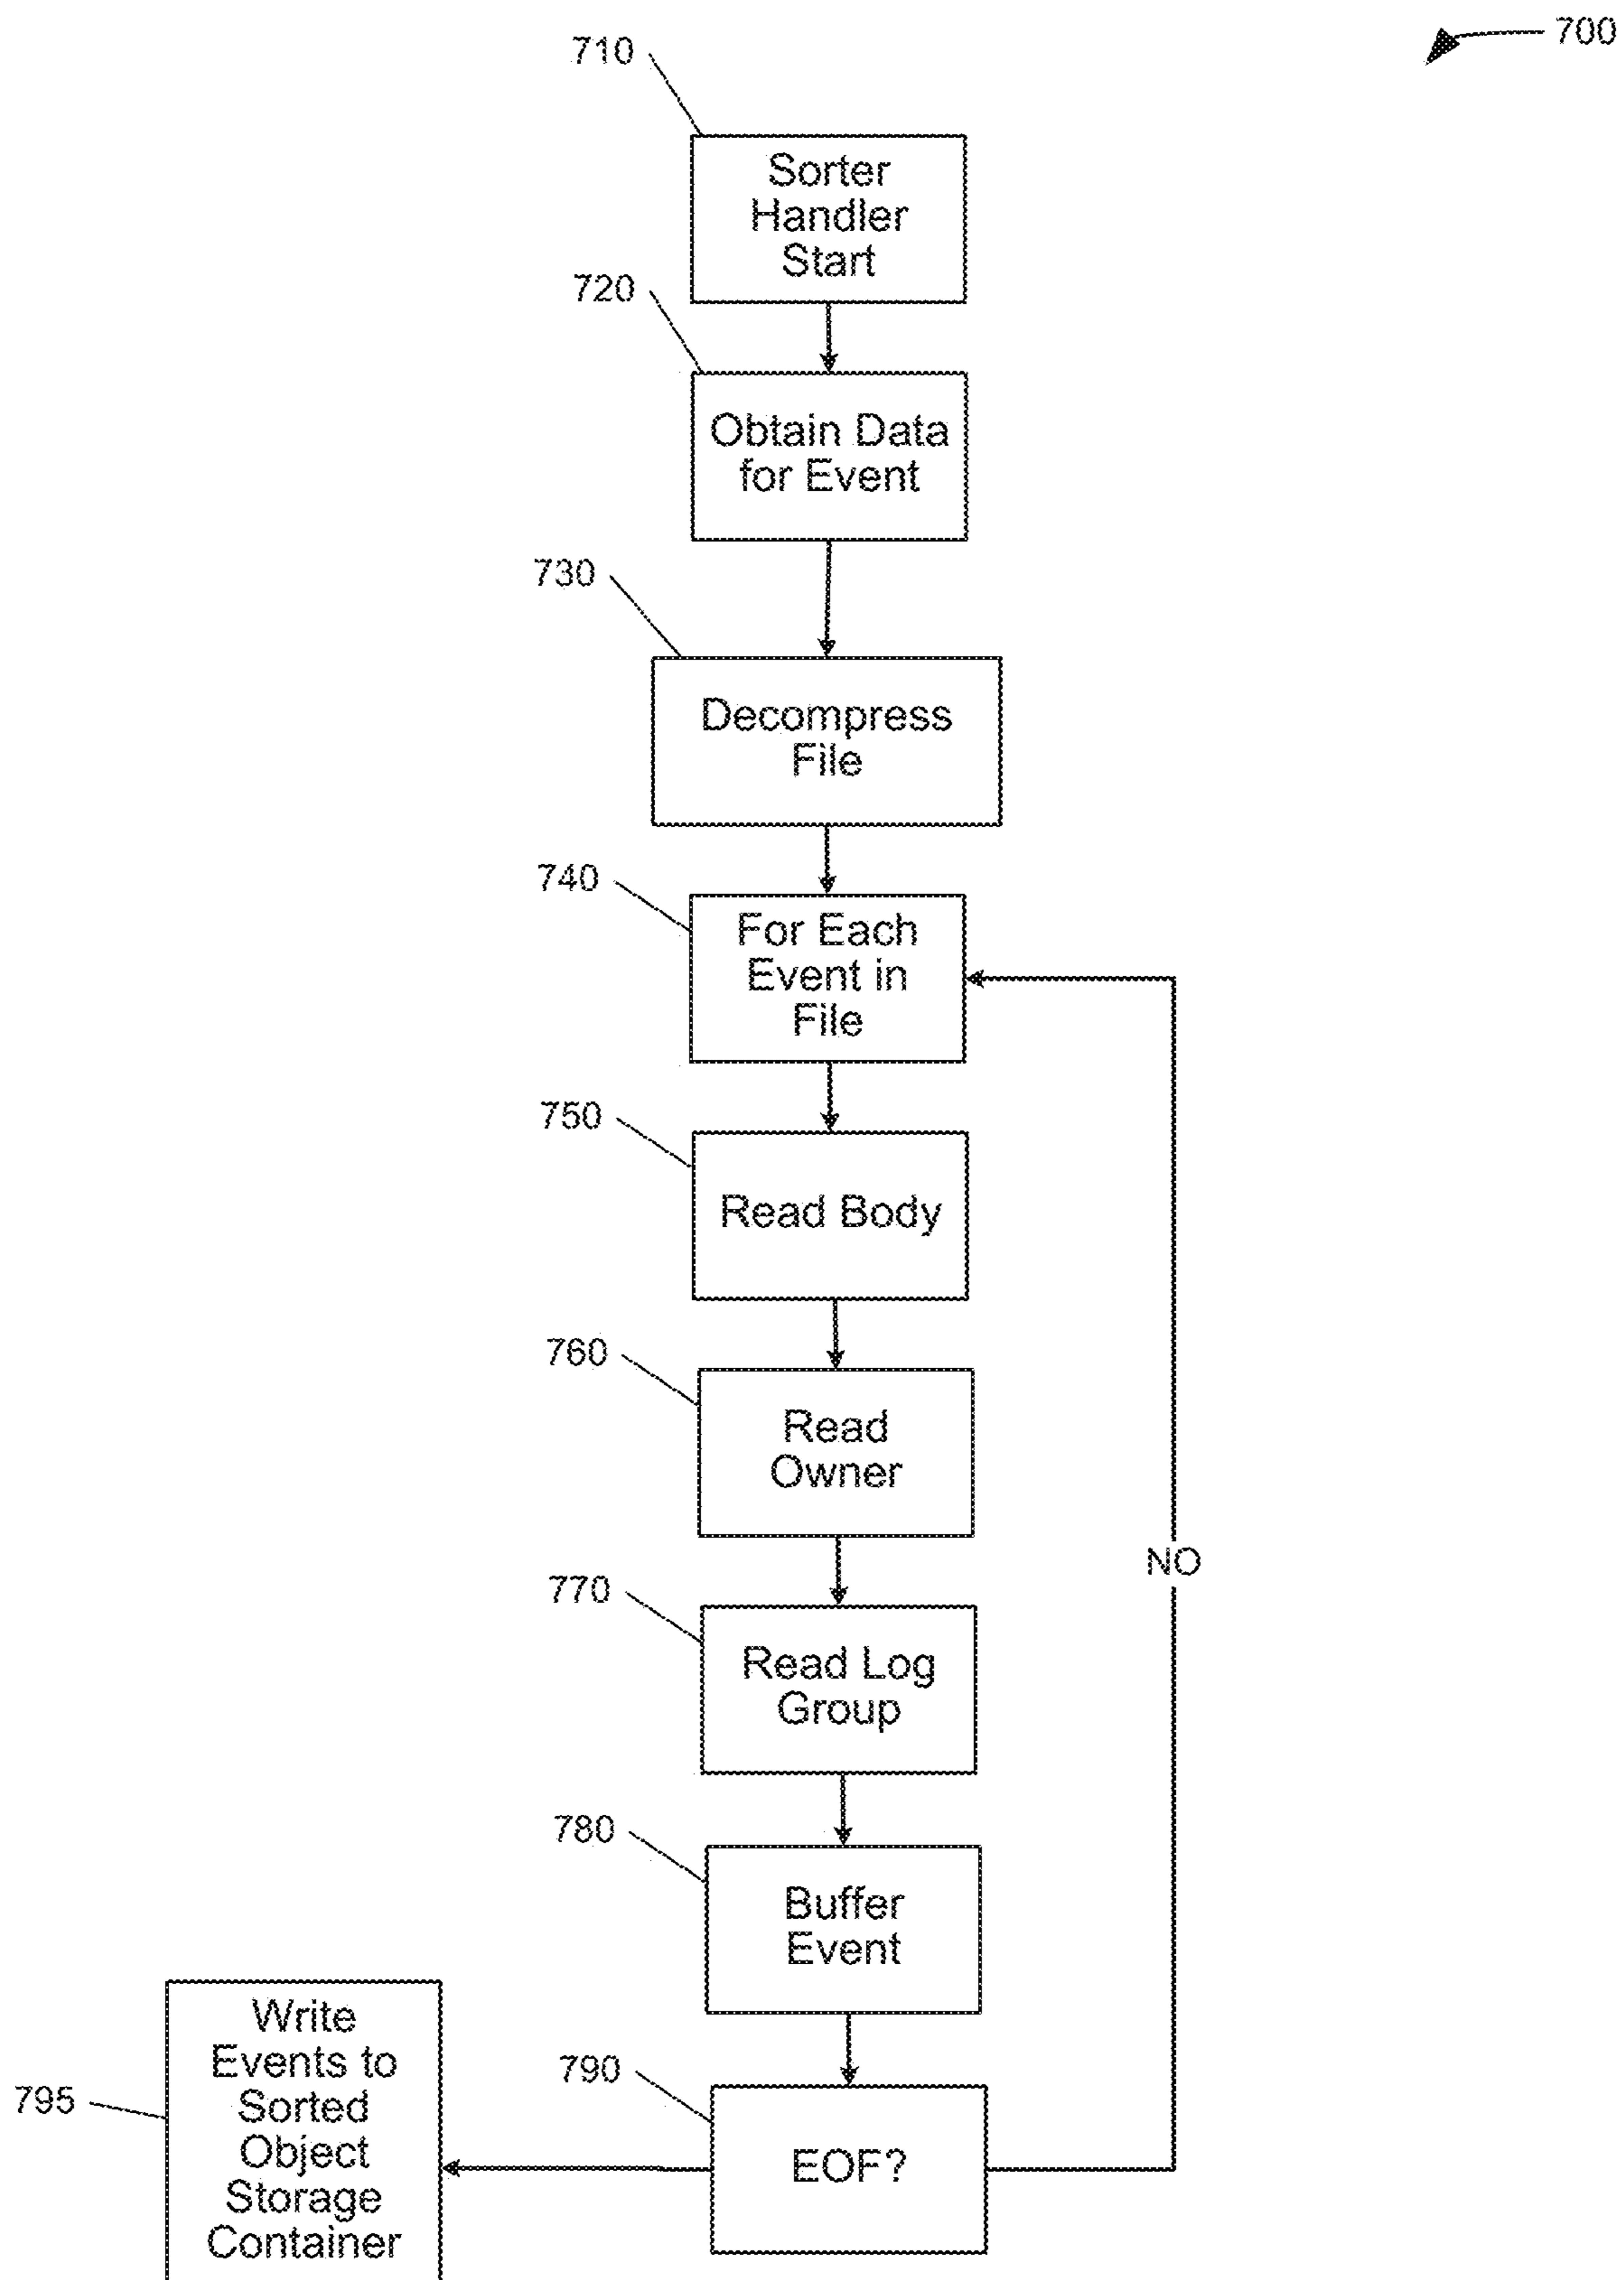 700
710
Sorter
Handler
Start
720
Obtain Data
for Event
730
Decompress
File
740
For Each
Event in
File
750
Read Body
760
Read
Owner
NO
770
Read Log
Group
780
Buffer
Event
790
EOF?
795
Write
Events to
Sorted
Object
Storage
Container